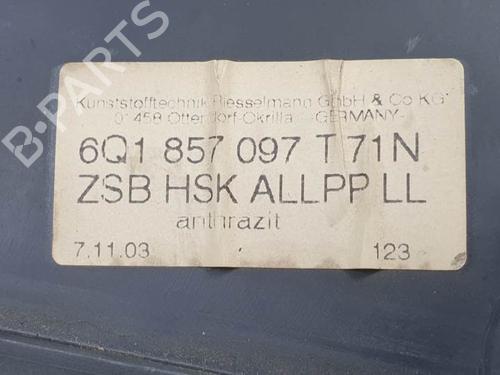 Kunststofftechnik Biesselmann GmbH & Co KG
01458 Ottendorf-Okrilla -GERMANY-
6Q1 857 097 T 71N
ZSB HSK ALLPP LL
anthrazit
7.11.03 123
B-PARTS